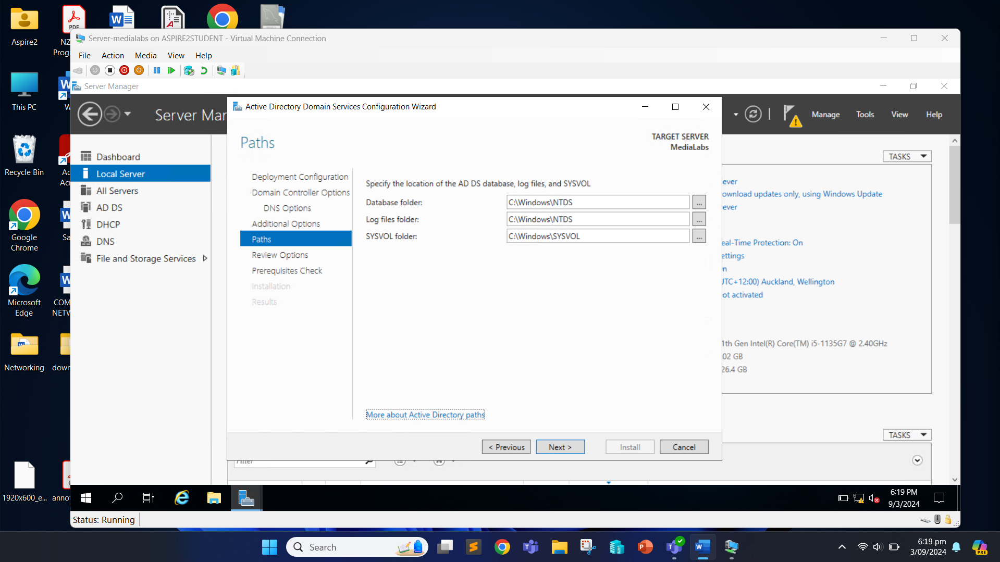 Aspire2
PDF
NZ
Progr
This PC
W
Recycle Bin
Ac
Acr
Google
Chrome
Sa
Microsoft
Edge
COM
NETW
Networking
down
1920x600_e...
anno
Server-medialabs on ASPIRE2STUDENT - Virtual Machine Connection
File Action Media View Help
Server Manager
Server Mar
Manage Tools View Help
Dashboard
Local Server
All Servers
AD DS
DHCP
DNS
File and Storage Services
Active Directory Domain Services Configuration Wizard
Paths
TARGET SERVER
MediaLabs
Deployment Configuration
Domain Controller Options
DNS Options
Additional Options
Paths
Review Options
Prerequisites Check
Installation
Results
Specify the location of the AD DS database, log files, and SYSVOL
Database folder: C:\Windows\NTDS ...
Log files folder: C:\Windows\NTDS ...
SYSVOL folder: C:\Windows\SYSVOL ...
More about Active Directory paths
< Previous Next > Install Cancel
TASKS
ever
ownload updates only, using Windows Update
ever
eal-Time Protection: On
ettings
n
UTC+12:00) Auckland, Wellington
ot activated
1th Gen Intel(R) Core(TM) i5-1135G7 @ 2.40GHz
02 GB
26.4 GB
TASKS
Filter
6:19 PM
9/3/2024
Status: Running
Search
6:19 pm
3/09/2024
PRE